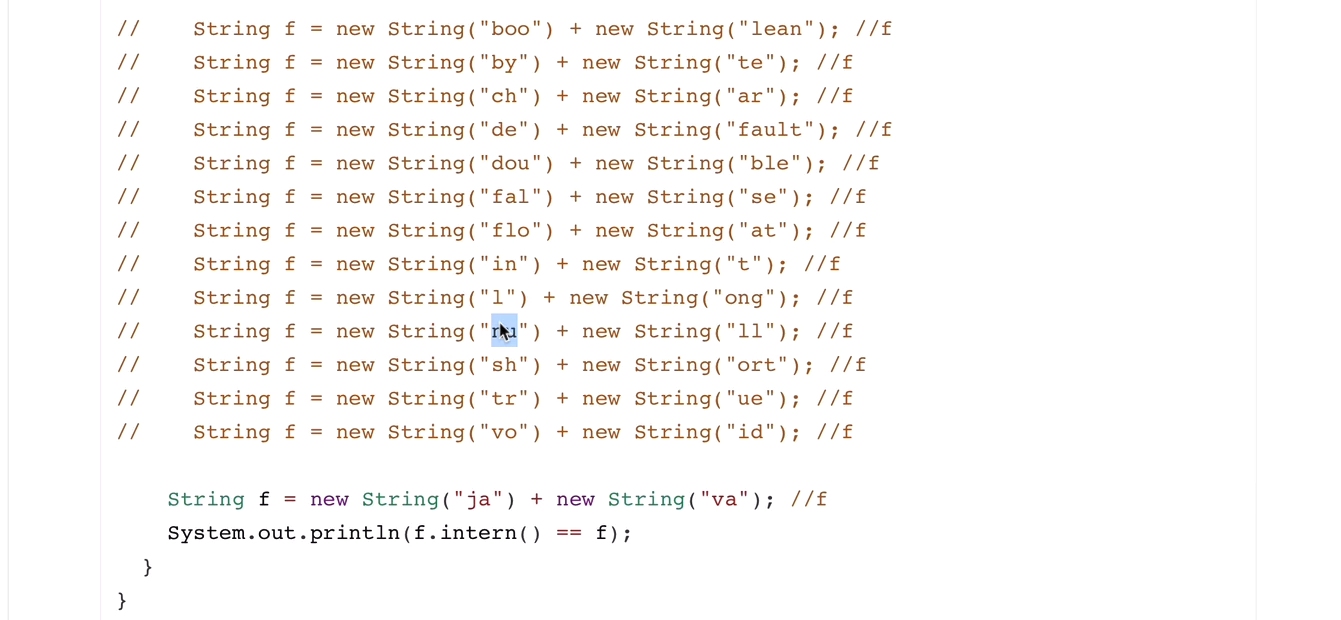 //    String f = new String("boo") + new String("lean"); //f
//    String f = new String("by") + new String("te"); //f
//    String f = new String("ch") + new String("ar"); //f
//    String f = new String("de") + new String("fault"); //f
//    String f = new String("dou") + new String("ble"); //f
//    String f = new String("fal") + new String("se"); //f
//    String f = new String("flo") + new String("at"); //f
//    String f = new String("in") + new String("t"); //f
//    String f = new String("l") + new String("ong"); //f
//    String f = new String("nu") + new String("ll"); //f
//    String f = new String("sh") + new String("ort"); //f
//    String f = new String("tr") + new String("ue"); //f
//    String f = new String("vo") + new String("id"); //f
    String f = new String("ja") + new String("va"); //f
    System.out.println(f.intern() == f);
  }
}